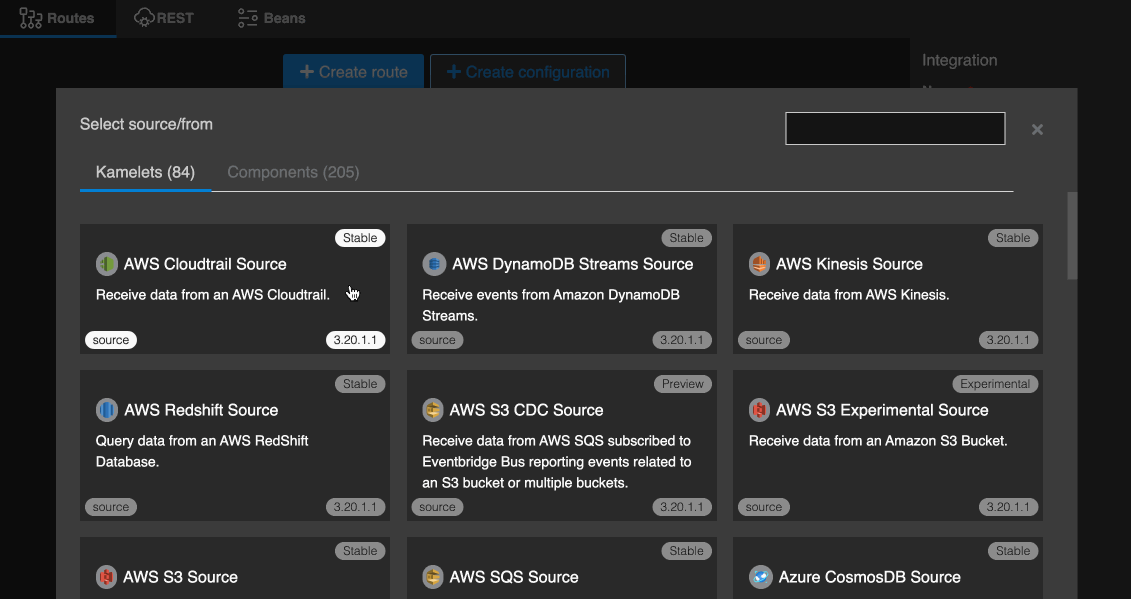 Routes
REST
Beans
Create route
Create configuration
Integration
Select source/from
Kamelets (84)
Components (205)
Stable
AWS Cloudtrail Source
Receive data from an AWS Cloudtrail.
source
3.20.1.1
Stable
AWS DynamoDB Streams Source
Receive events from Amazon DynamoDB
Streams.
source
3.20.1.1
Stable
AWS Kinesis Source
Receive data from AWS Kinesis.
source
3.20.1.1
Stable
AWS Redshift Source
Query data from an AWS RedShift
Database.
source
3.20.1.1
Preview
AWS S3 CDC Source
Receive data from AWS SQS subscribed to
Eventbridge Bus reporting events related to
an S3 bucket or multiple buckets.
source
3.20.1.1
Experimental
AWS S3 Experimental Source
Receive data from an Amazon S3 Bucket.
source
3.20.1.1
Stable
AWS S3 Source
Stable
AWS SQS Source
Stable
Azure CosmosDB Source